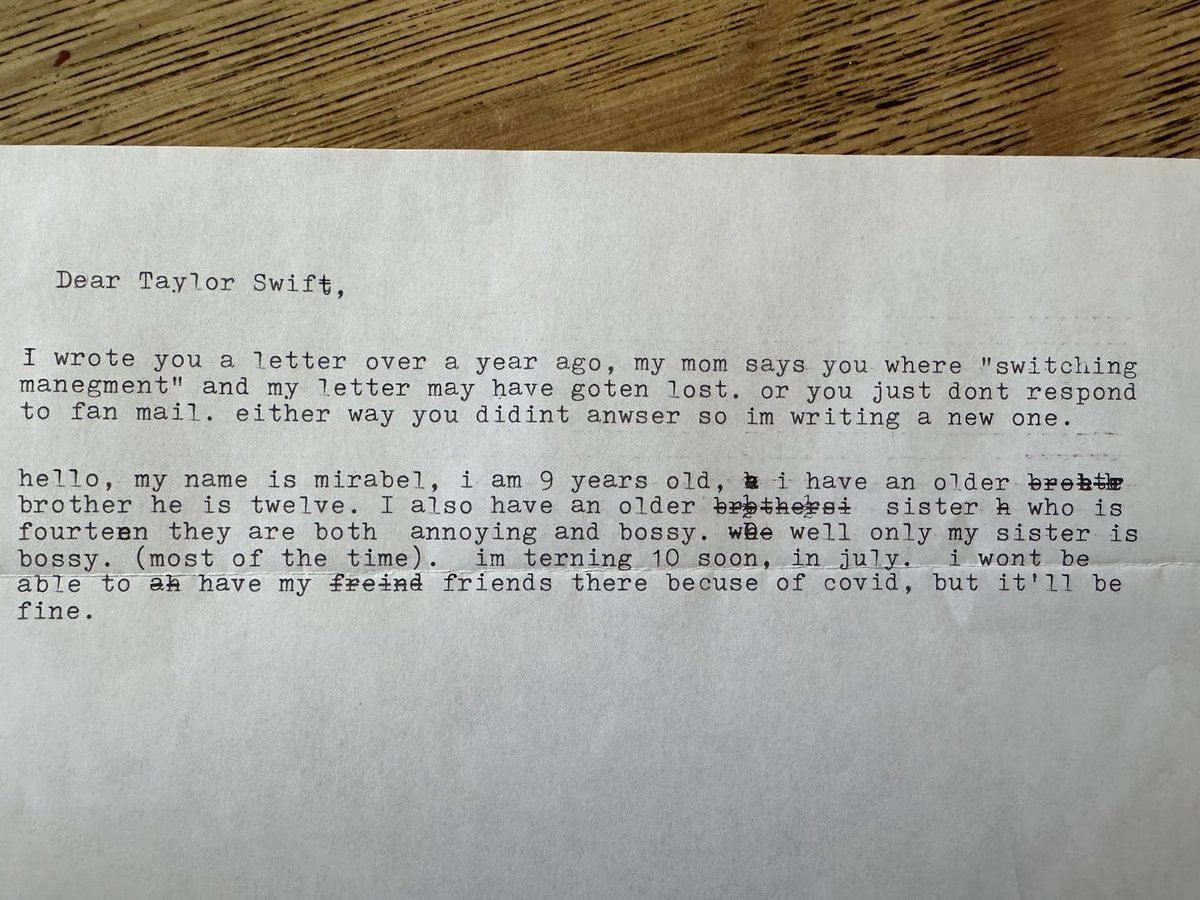 Dear Taylor Swift,
I wrote you a letter over a year ago, my mom says you where "switching
manegment" and my letter may have goten lost. or you just dont respond
to fan mail. either way you didint anwser so im writing a new one.
hello, my name is mirabel, i am 9 years old, i have an older
brother he is twelve. I also have an older sister h who is
fourteen they are both annoying and bossy. well only my sister is
bossy. (most of the time). im terning 10 soon, in july. i wont be
able to an have my freind friends there becuse of covid, but it'll be
fine.